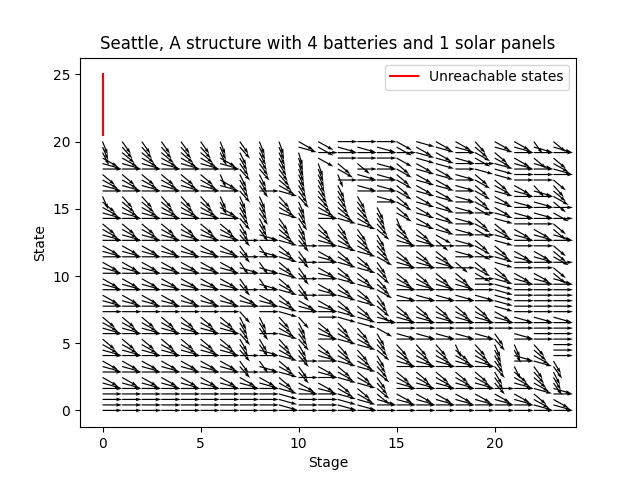 Seattle, A structure with 4 batteries and 1 solar panels
Unreachable states
25
20
15
10
5
0
State
0 5 10 15 20
Stage